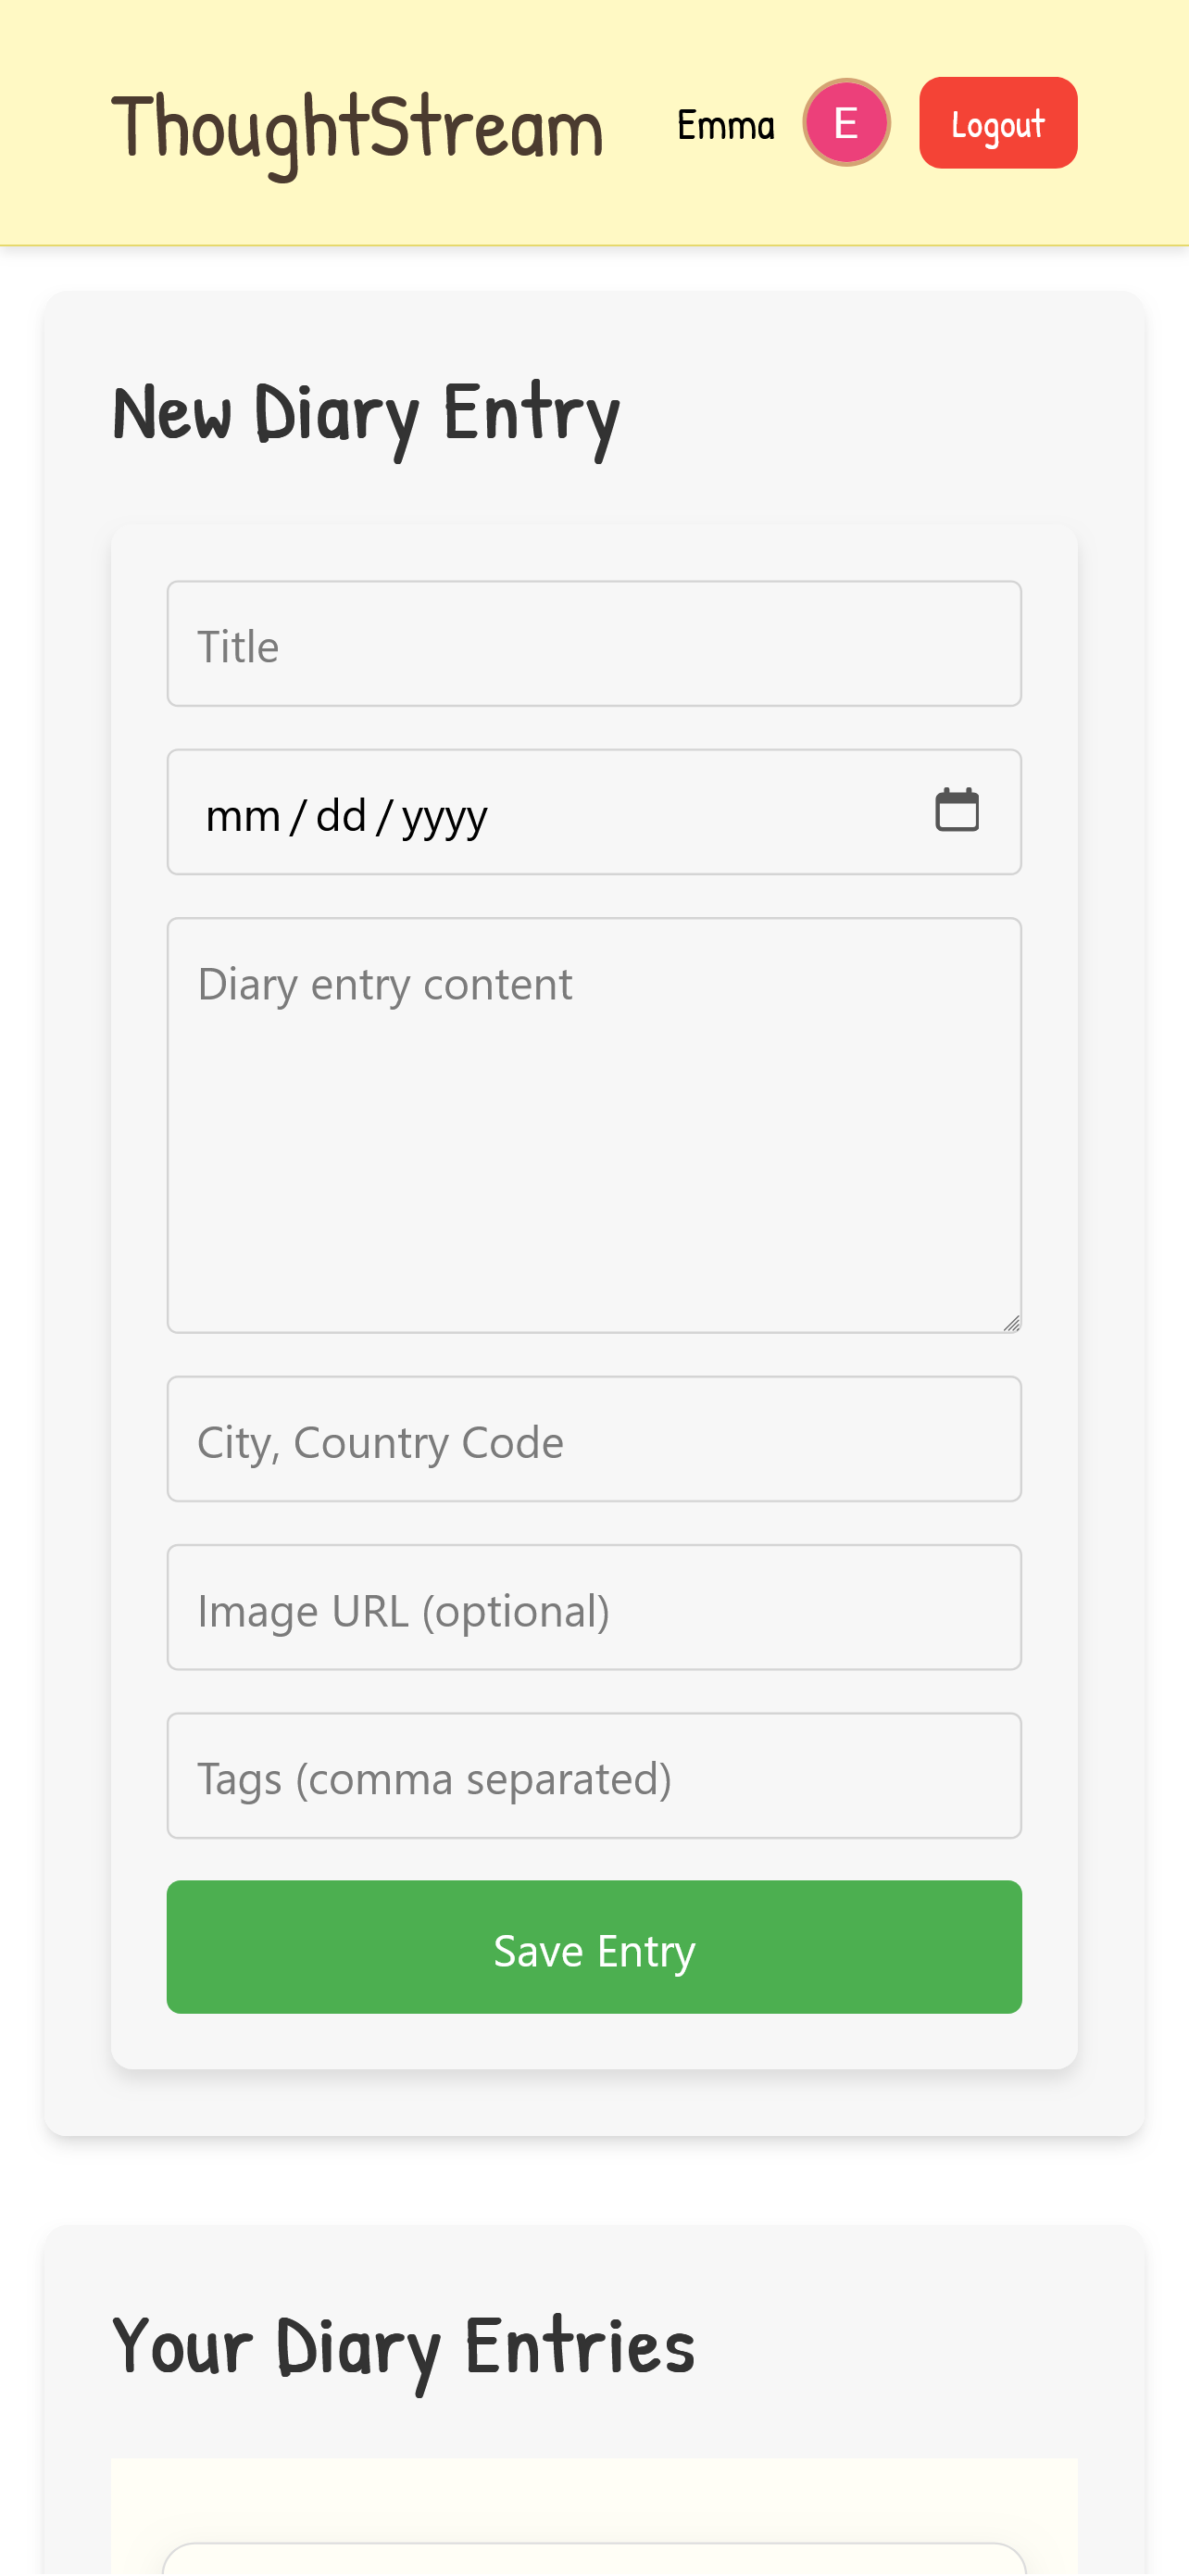 ThoughtStream
Emma
E
Logout
New Diary Entry
Title
mm/dd/yyyy
Diary entry content
City, Country Code
Image URL (optional)
Tags (comma separated)
Save Entry
Your Diary Entries